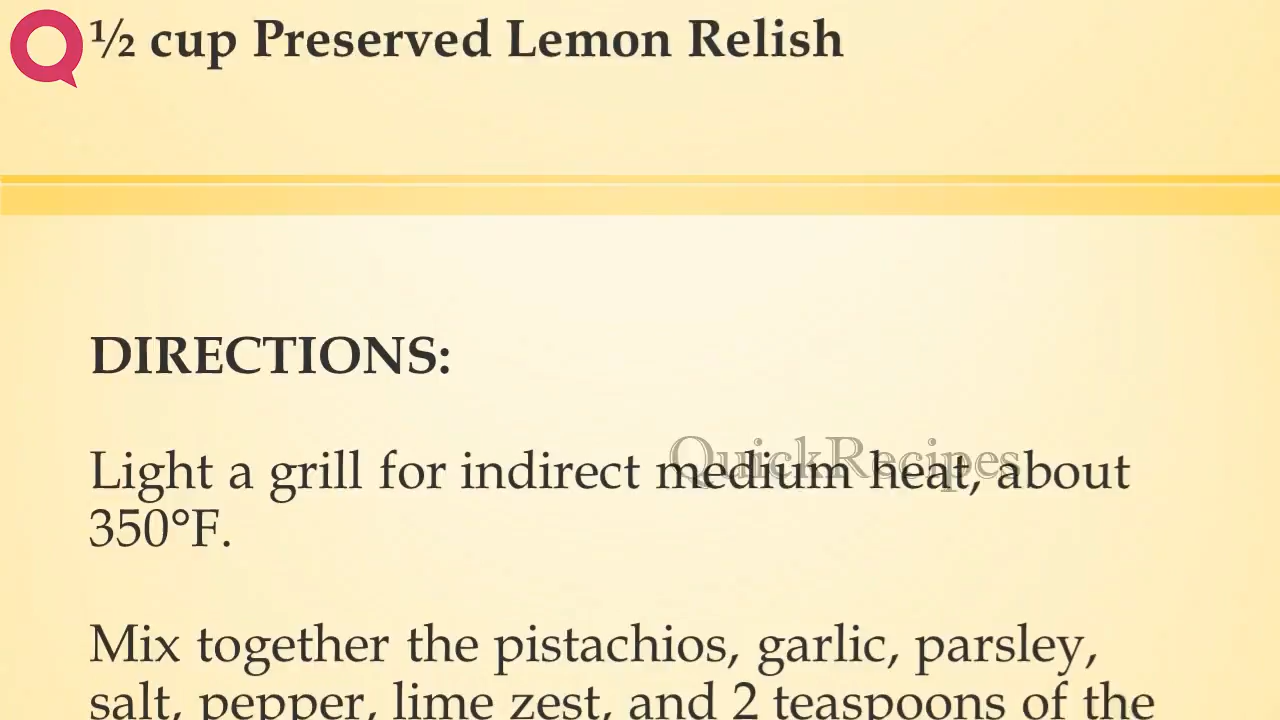 ½ cup Preserved Lemon Relish
DIRECTIONS:
QuickRecipes
Light a grill for indirect medium heat, about
350°F.
Mix together the pistachios, garlic, parsley,
salt, pepper, lime zest, and 2 teaspoons of the